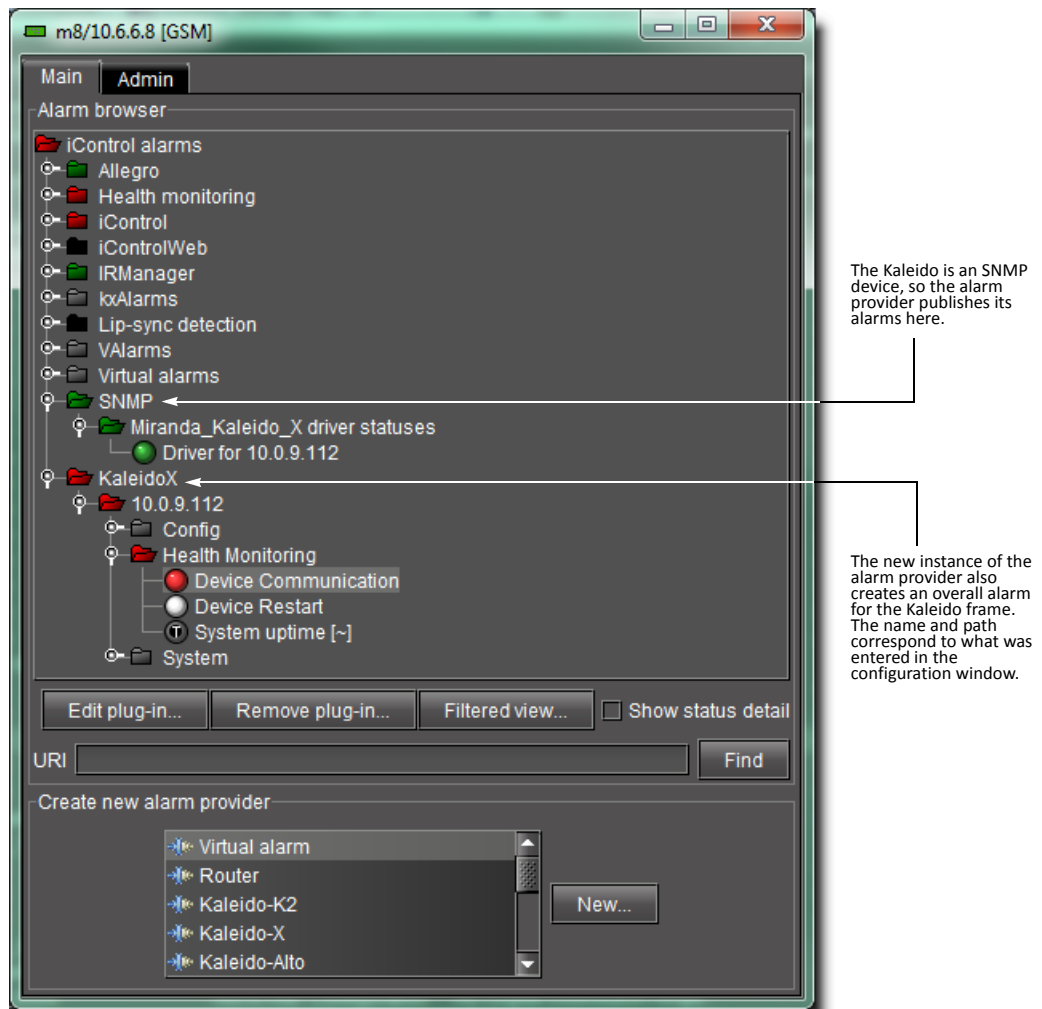 m8/10.6.6.8 [GSM]
Main
Admin
Alarm browser
iControl alarms
Allegro
Health monitoring
iControl
iControlWeb
IRManager
kxAlarms
Lip-sync detection
VAlarms
Virtual alarms
SNMP
Miranda_Kaleido_X driver statuses
Driver for 10.0.9.112
KaleidoX
10.0.9.112
Config
Health Monitoring
Device Communication
Device Restart
T System uptime [~]
System
Edit plug-in...
Remove plug-in...
Filtered view...
Show status detail
URI
Find
Create new alarm provider
Virtual alarm
Router
Kaleido-K2
Kaleido-X
Kaleido-Alto
New...
The Kaleido is an SNMP
device, so the alarm
provider publishes its
alarms here.
The new instance of the
alarm provider also
creates an overall alarm
for the Kaleido frame.
The name and path
correspond to what was
entered in the
configuration window.